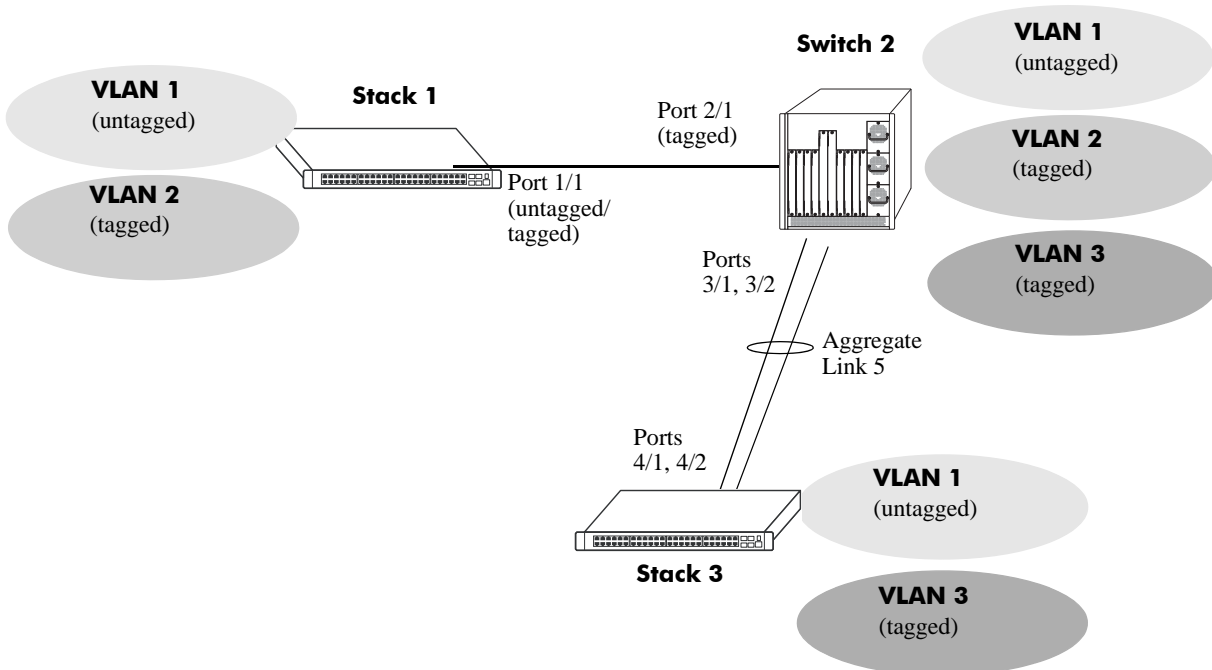 VLAN 1
(untagged)
VLAN 2
(tagged)
Stack 1
Port 1/1
(untagged/
tagged)
Port 2/1
(tagged)
Switch 2
VLAN 1
(untagged)
VLAN 2
(tagged)
VLAN 3
(tagged)
Ports
3/1, 3/2
Aggregate
Link 5
Ports
4/1, 4/2
Stack 3
VLAN 1
(untagged)
VLAN 3
(tagged)